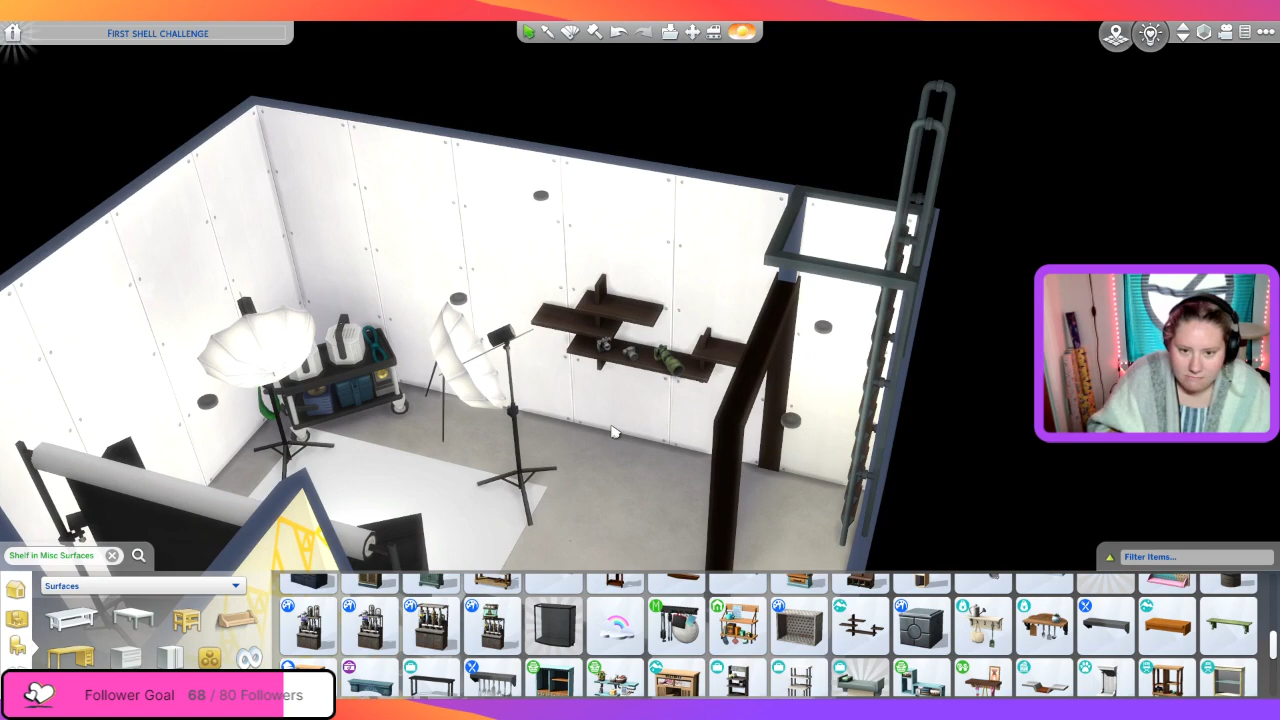 FIRST SHELL CHALLENGE
Shelf in Misc Surfaces
Filter Items...
Surfaces
Follower Goal 68 / 80 Followers